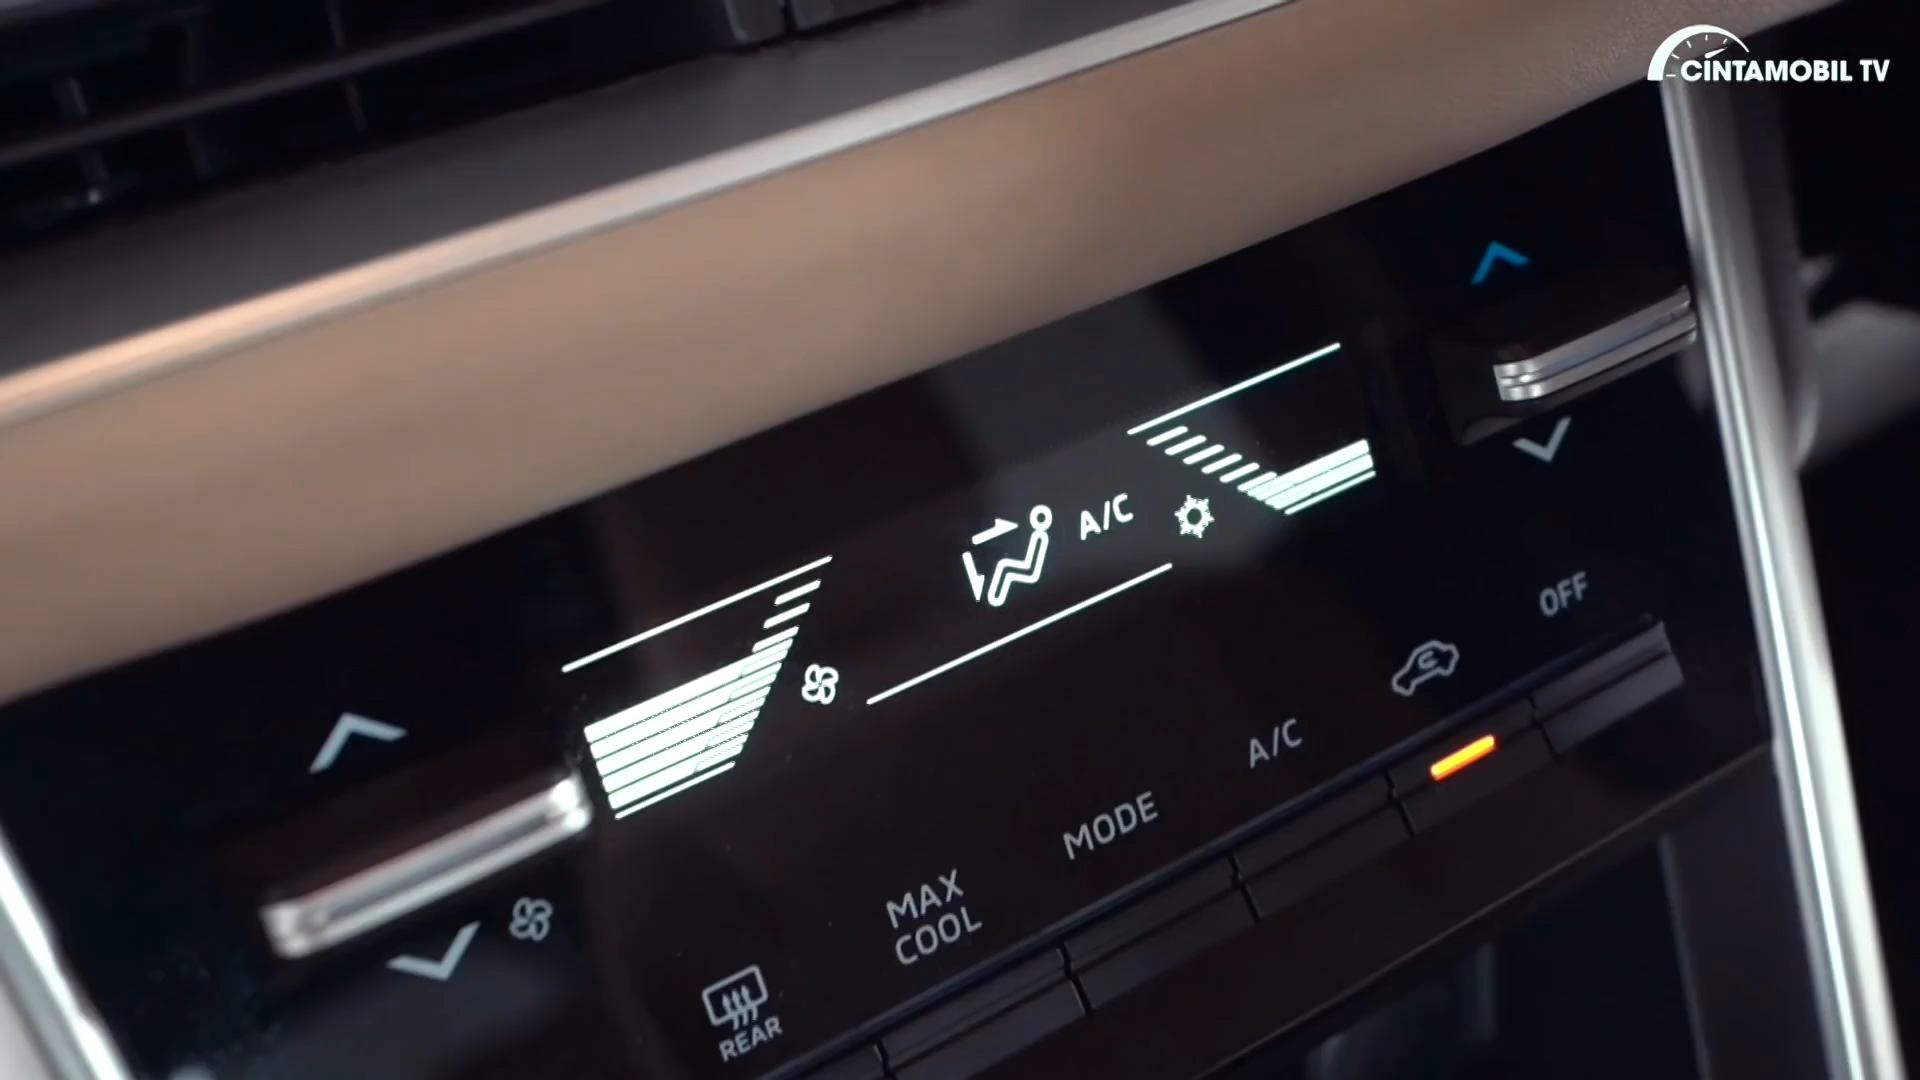 CINTAMOBIL TV
A/C
OFF
A/C
MODE
MAX
COOL
REAR